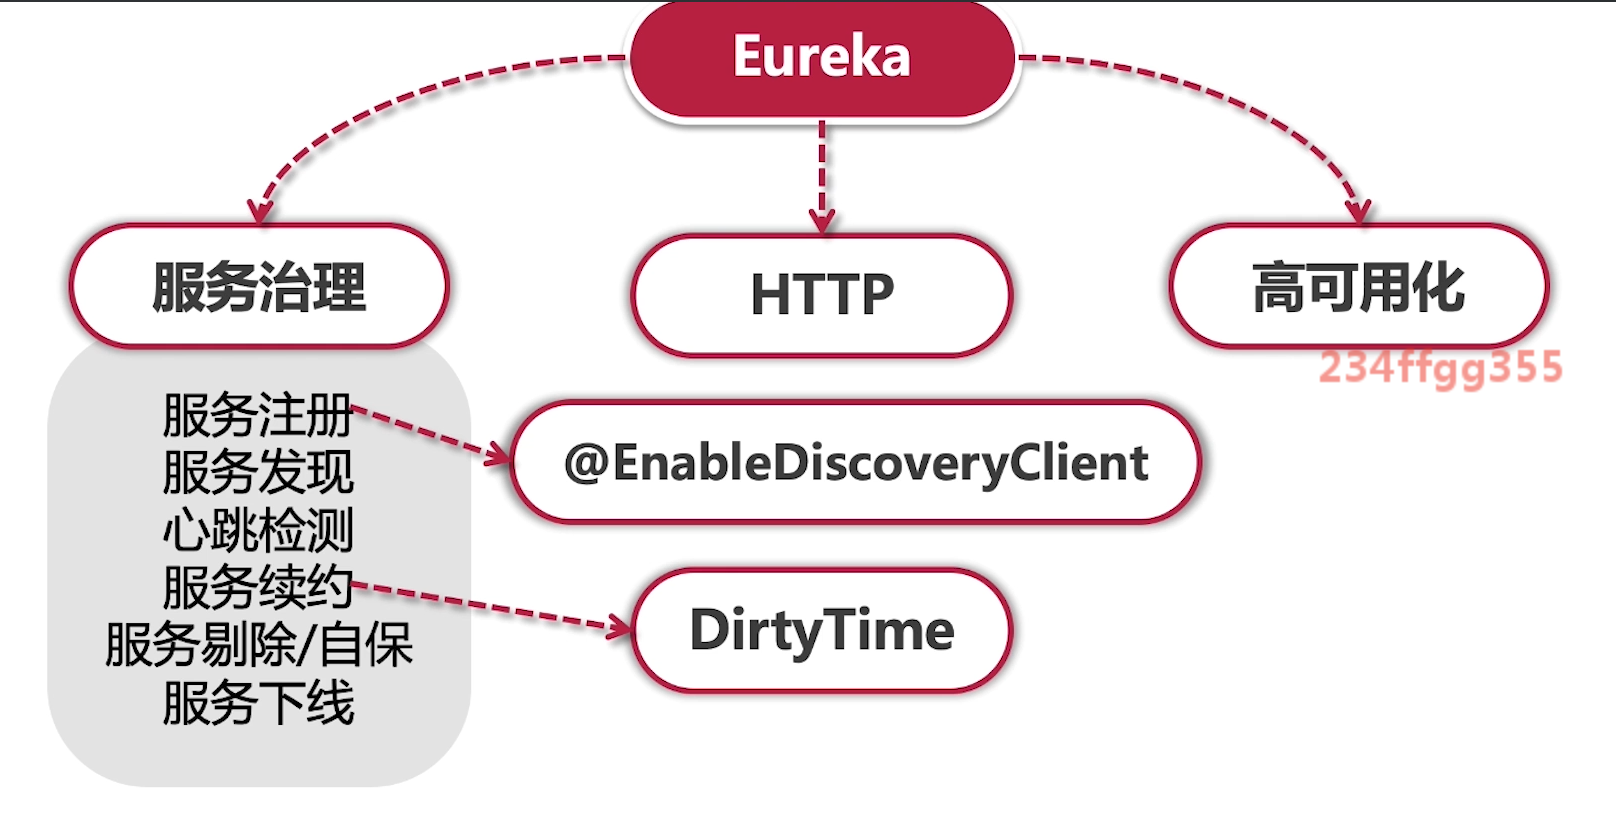 Eureka
服务治理
HTTP
高可用化
234ffgg355
服务注册
服务发现
心跳检测
服务续约
服务剔除/自保
服务下线
@EnableDiscoveryClient
DirtyTime